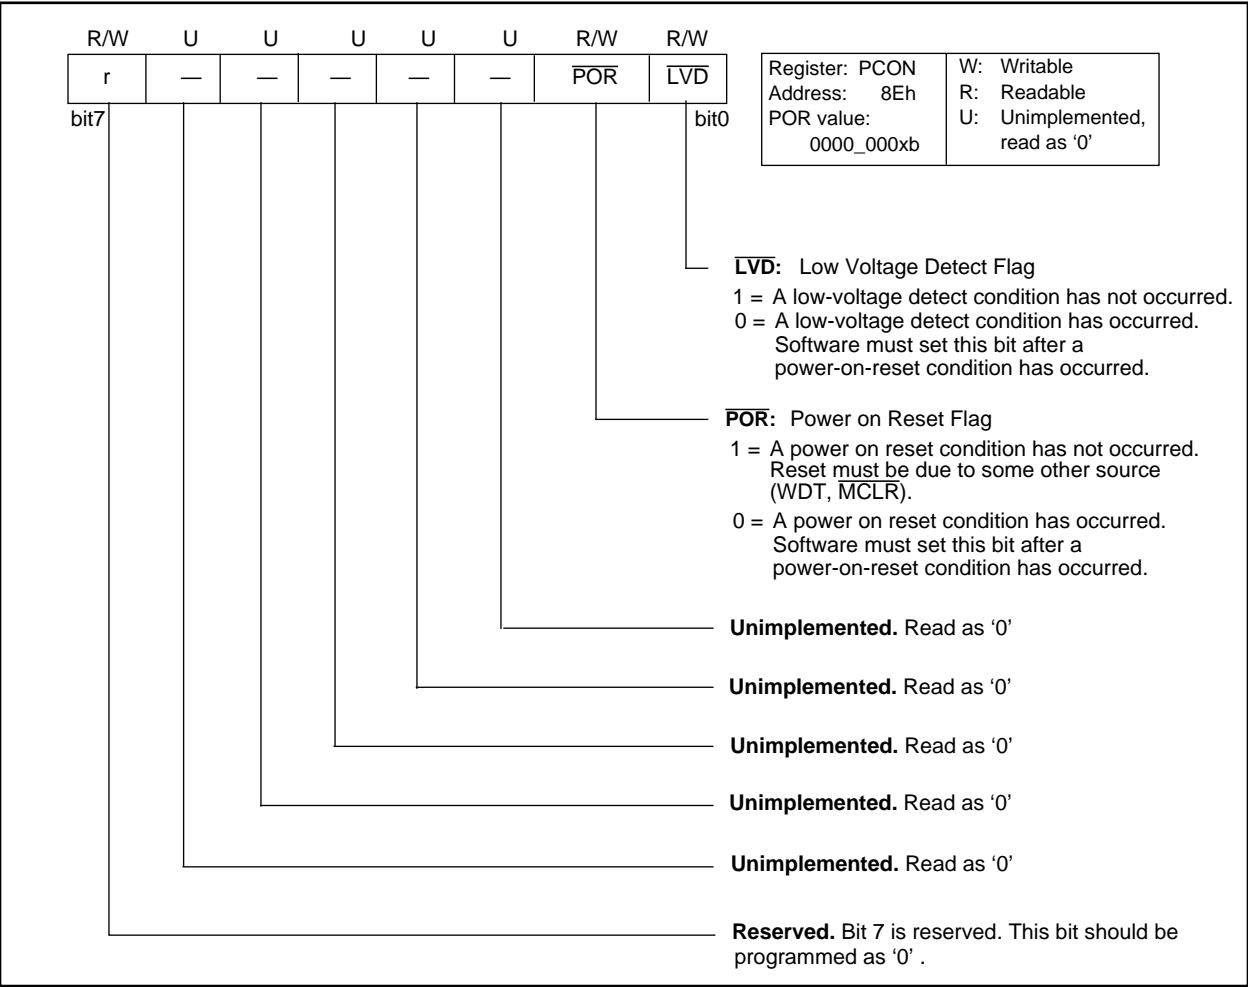 R/W U U U U U R/W R/W
r — — — — — POR LVD
bit7 bit0
Register: PCON
Address: 8Eh
POR value:
0000_000xb
W: Writable
R: Readable
U: Unimplemented,
read as ‘0’
LVD: Low Voltage Detect Flag
1 = A low-voltage detect condition has not occurred.
0 = A low-voltage detect condition has occurred.
Software must set this bit after a
power-on-reset condition has occurred.
POR: Power on Reset Flag
1 = A power on reset condition has not occurred.
Reset must be due to some other source
(WDT, MCLR).
0 = A power on reset condition has occurred.
Software must set this bit after a
power-on-reset condition has occurred.
Unimplemented. Read as ‘0’
Unimplemented. Read as ‘0’
Unimplemented. Read as ‘0’
Unimplemented. Read as ‘0’
Unimplemented. Read as ‘0’
Reserved. Bit 7 is reserved. This bit should be
programmed as ‘0’ .